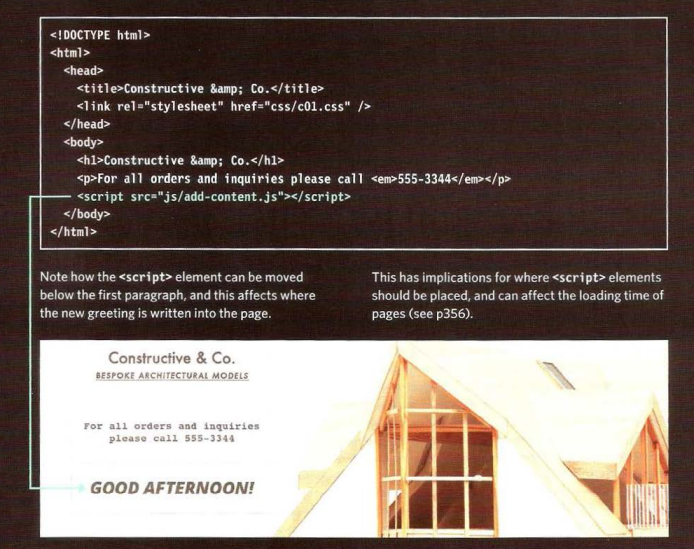 <!DOCTYPE html>
<html>
<head>
<title>Constructive &amp; Co.</title>
<link rel="stylesheet" href="css/c01.css" />
</head>
<body>
<h1>Constructive &amp; Co.</h1>
<p>For all orders and inquiries please call <em>555-3344</em></p>
<script src="js/add-content.js"></script>
</body>
</html>
Note how the <script> element can be moved
below the first paragraph, and this affects where
the new greeting is written into the page.
This has implications for where <script> elements
should be placed, and can affect the loading time of
pages (see p356).
Constructive & Co.
BESPOKE ARCHITECTURAL MODELS
For all orders and inquiries
please call 555-3344
GOOD AFTERNOON!